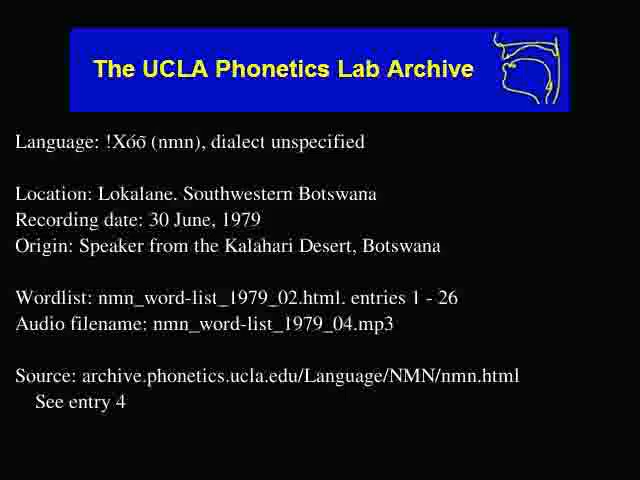 The UCLA Phonetics Lab Archive
Language: !Xóõ (nmn), dialect unspecified
Location: Lokalane. Southwestern Botswana
Recording date: 30 June, 1979
Origin: Speaker from the Kalahari Desert, Botswana
Wordlist: nmn_word-list_1979_02.html. entries 1 - 26
Audio filename: nmn_word-list_1979_04.mp3
Source: archive.phonetics.ucla.edu/Language/NMN/nmn.html
See entry 4